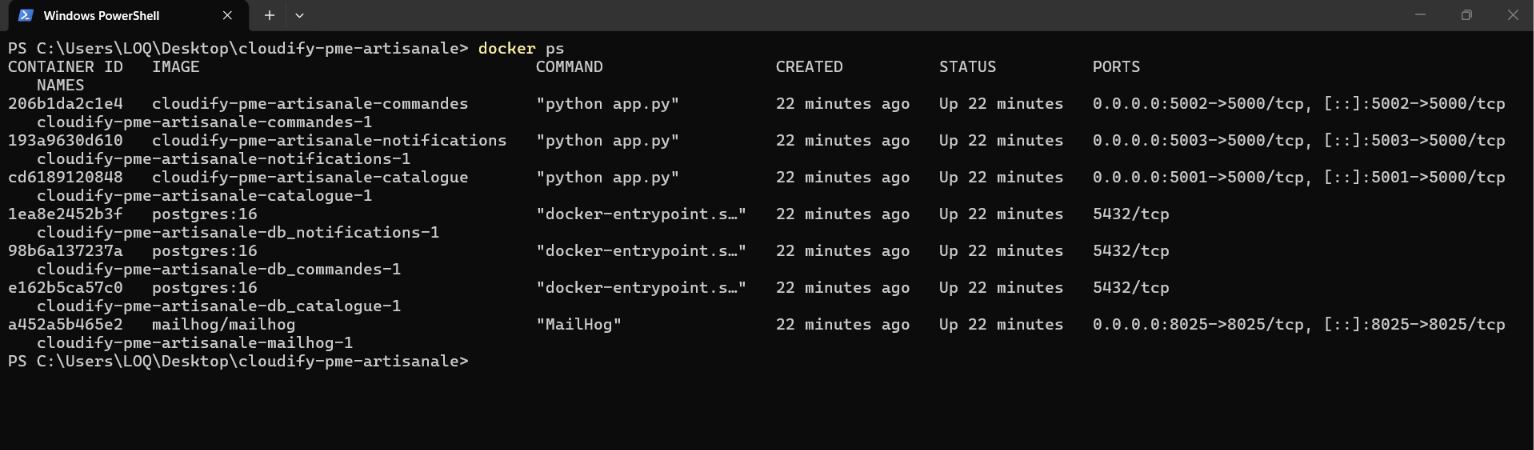 Windows PowerShell
PS C:\Users\LOQ\Desktop\cloudify-pme-artisanale> docker ps
CONTAINER ID   IMAGE                                   COMMAND                  CREATED          STATUS          PORTS
   NAMES
206b1da2c1e4   cloudify-pme-artisanale-commandes       "python app.py"          22 minutes ago   Up 22 minutes   0.0.0.0:5002->5000/tcp, [::]:5002->5000/tcp
   cloudify-pme-artisanale-commandes-1
193a9630d610   cloudify-pme-artisanale-notifications   "python app.py"          22 minutes ago   Up 22 minutes   0.0.0.0:5003->5000/tcp, [::]:5003->5000/tcp
   cloudify-pme-artisanale-notifications-1
cd6189120848   cloudify-pme-artisanale-catalogue       "python app.py"          22 minutes ago   Up 22 minutes   0.0.0.0:5001->5000/tcp, [::]:5001->5000/tcp
   cloudify-pme-artisanale-catalogue-1
1ea8e2452b3f   postgres:16                             "docker-entrypoint.s…"   22 minutes ago   Up 22 minutes   5432/tcp
   cloudify-pme-artisanale-db_notifications-1
98b6a137237a   postgres:16                             "docker-entrypoint.s…"   22 minutes ago   Up 22 minutes   5432/tcp
   cloudify-pme-artisanale-db_commandes-1
e162b5ca57c0   postgres:16                             "docker-entrypoint.s…"   22 minutes ago   Up 22 minutes   5432/tcp
   cloudify-pme-artisanale-db_catalogue-1
a452a5b465e2   mailhog/mailhog                         "MailHog"                22 minutes ago   Up 22 minutes   0.0.0.0:8025->8025/tcp, [::]:8025->8025/tcp
   cloudify-pme-artisanale-mailhog-1
PS C:\Users\LOQ\Desktop\cloudify-pme-artisanale>